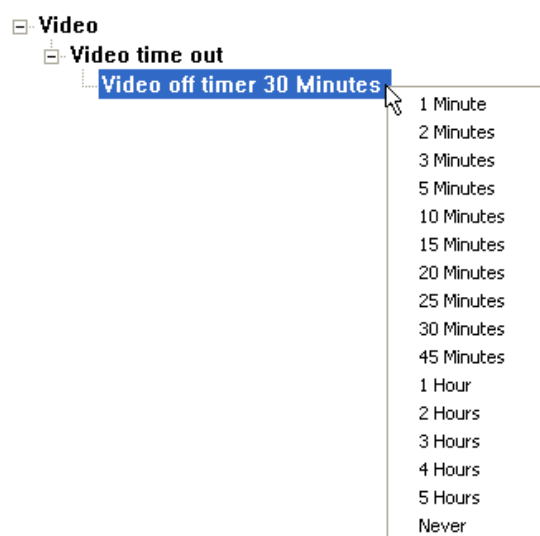 Video
Video time out
Video off timer 30 Minutes
1 Minute
2 Minutes
3 Minutes
5 Minutes
10 Minutes
15 Minutes
20 Minutes
25 Minutes
30 Minutes
45 Minutes
1 Hour
2 Hours
3 Hours
4 Hours
5 Hours
Never